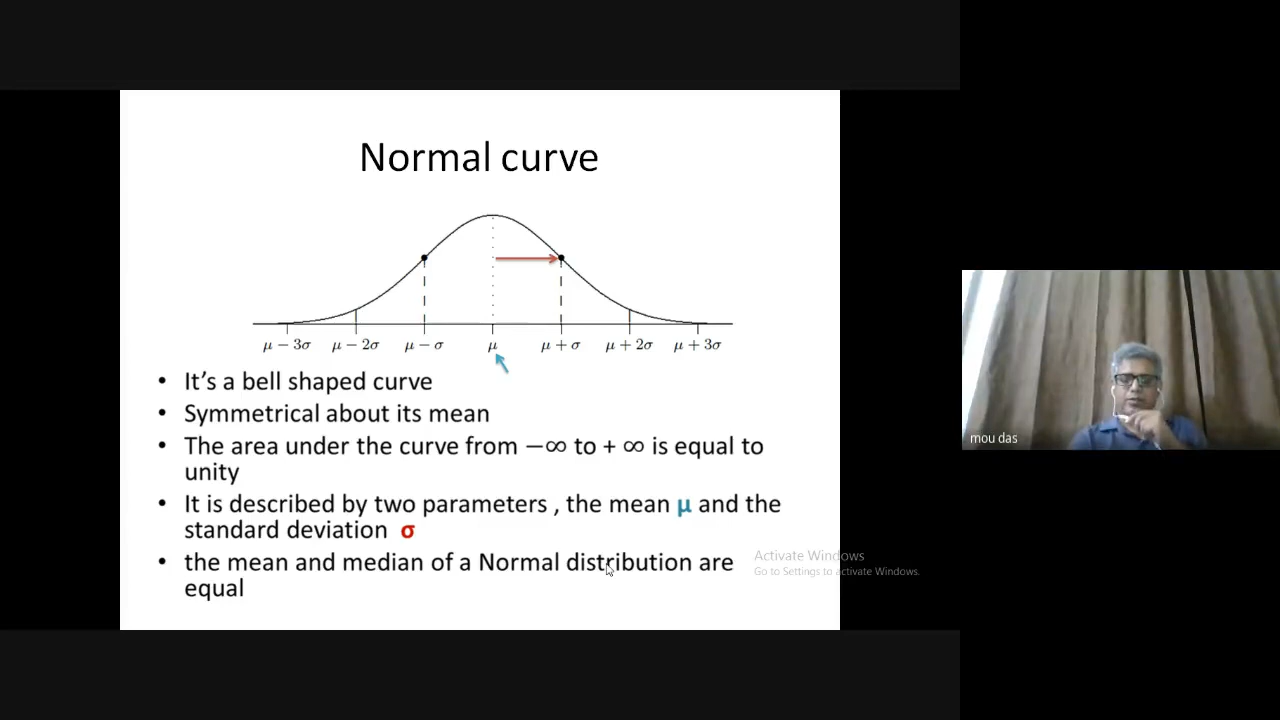 Normal curve
μ − 3σ μ − 2σ μ − σ μ μ + σ μ + 2σ μ + 3σ
• It’s a bell shaped curve
• Symmetrical about its mean
• The area under the curve from −∞ to + ∞ is equal to
unity
• It is described by two parameters , the mean μ and the
standard deviation σ
• the mean and median of a Normal distribution are
equal
Activate Windows
Go to Settings to activate Windows.
mou das